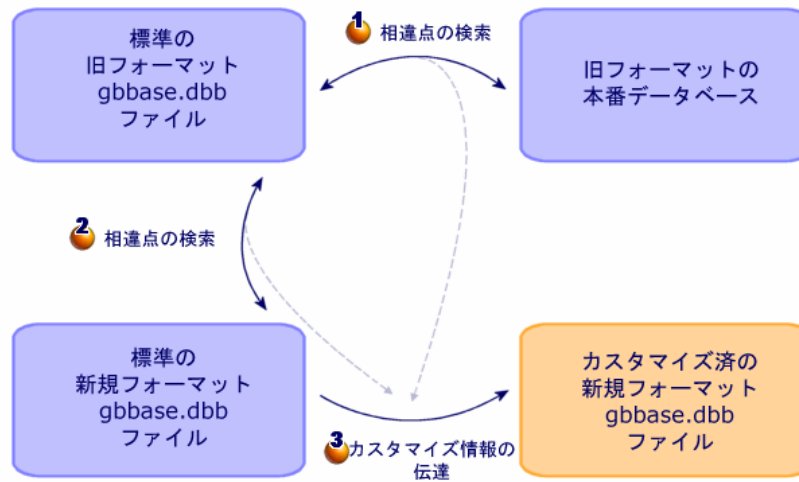 標準の
旧フォーマット
gbbase.dbb
ファイル
1 相違点の検索
旧フォーマットの
本番データベース
2 相違点の検索
標準の
新規フォーマット
gbbase.dbb
ファイル
3 カスタマイズ情報の
伝達
カスタマイズ済の
新規フォーマット
gbbase.dbb
ファイル